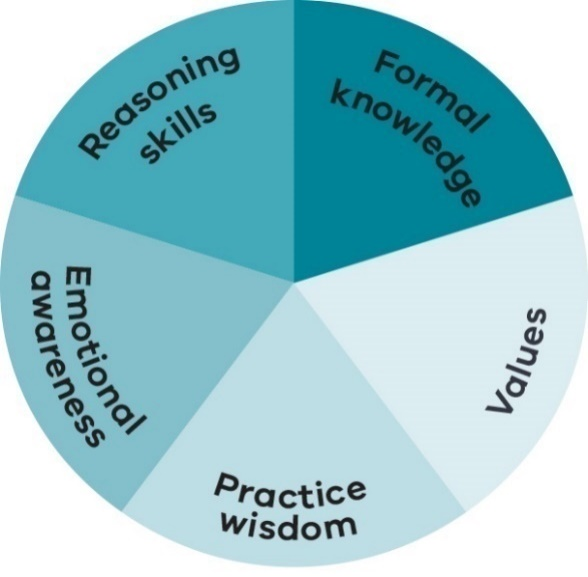 Reasoning
skills
Formal
knowledge
Emotional
awareness
Values
Practice
wisdom